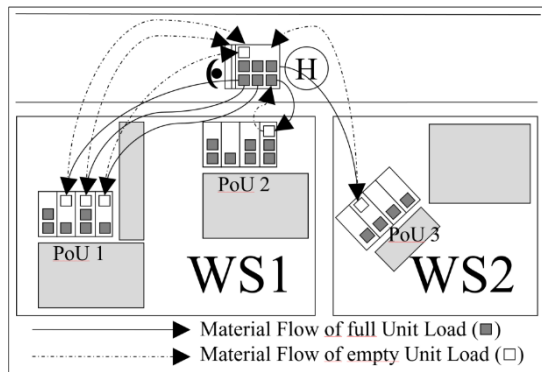 H
PoU 2
PoU 1
PoU 3
WS1
WS2
Material Flow of full Unit Load (■)
Material Flow of empty Unit Load (□)